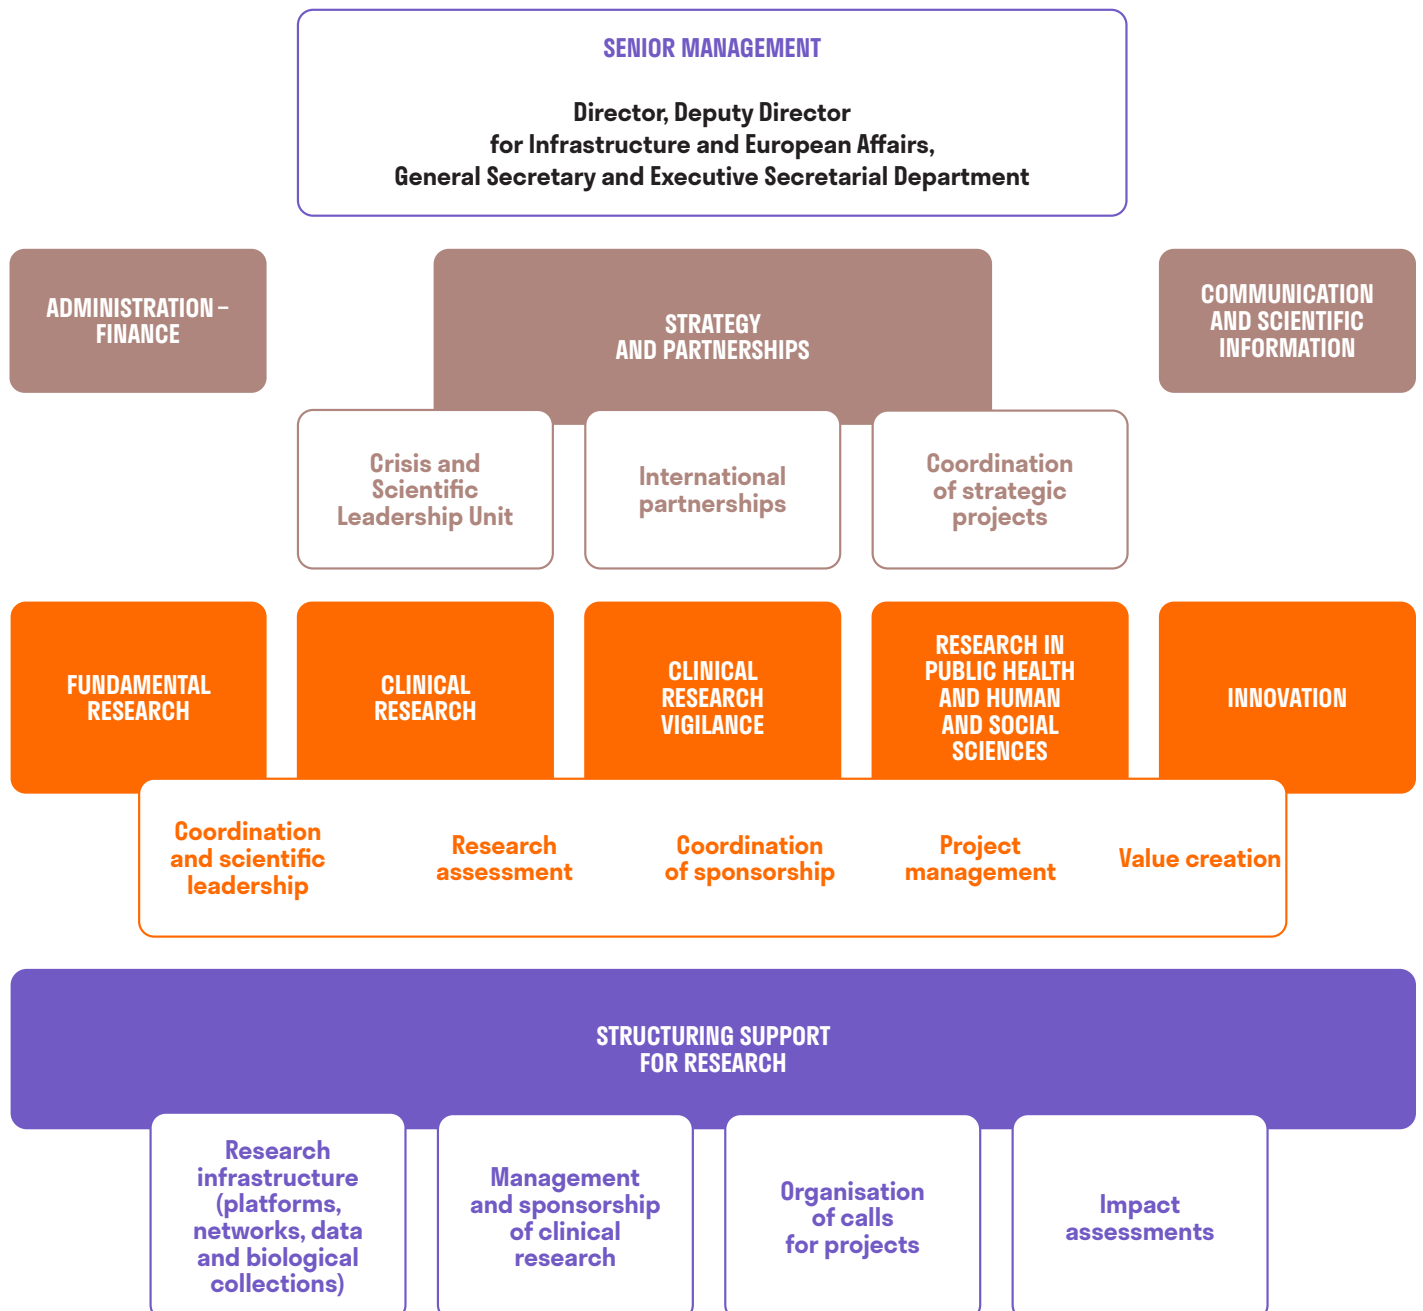 SENIOR MANAGEMENT
Director, Deputy Director
for Infrastructure and European Affairs,
General Secretary and Executive Secretarial Department
ADMINISTRATION –
FINANCE
STRATEGY
AND PARTNERSHIPS
COMMUNICATION
AND SCIENTIFIC
INFORMATION
Crisis and
Scientific
Leadership Unit
International
partnerships
Coordination
of strategic
projects
FUNDAMENTAL
RESEARCH
CLINICAL
RESEARCH
CLINICAL
RESEARCH
VIGILANCE
RESEARCH IN
PUBLIC HEALTH
AND HUMAN
AND SOCIAL
SCIENCES
INNOVATION
Coordination
and scientific
leadership
Research
assessment
Coordination
of sponsorship
Project
management
Value creation
STRUCTURING SUPPORT
FOR RESEARCH
Research
infrastructure
(platforms,
networks, data
and biological
collections)
Management
and sponsorship
of clinical
research
Organisation
of calls
for projects
Impact
assessments